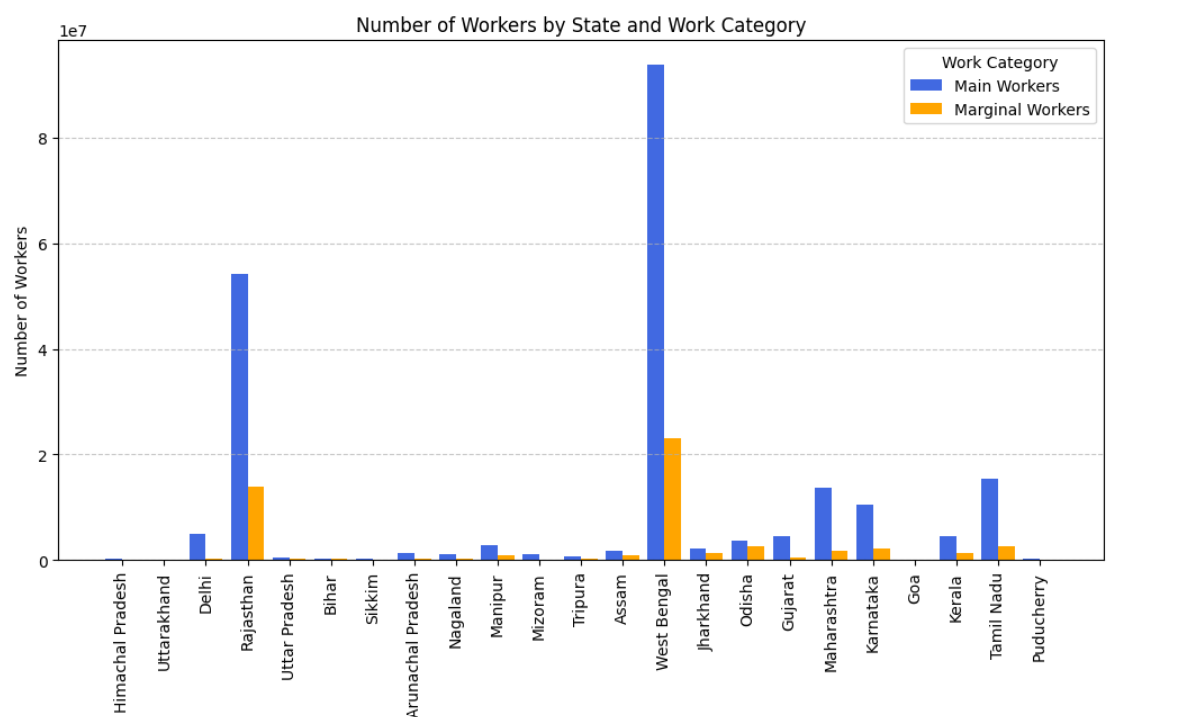 Number of Workers by State and Work Category
1e7
Work Category
Main Workers
Marginal Workers
Number of Workers
8
6
4
2
0
Himachal Pradesh
Uttarakhand
Delhi
Rajasthan
Uttar Pradesh
Bihar
Sikkim
Arunachal Pradesh
Nagaland
Manipur
Mizoram
Tripura
Assam
West Bengal
Jharkhand
Odisha
Gujarat
Maharashtra
Karnataka
Goa
Kerala
Tamil Nadu
Puducherry